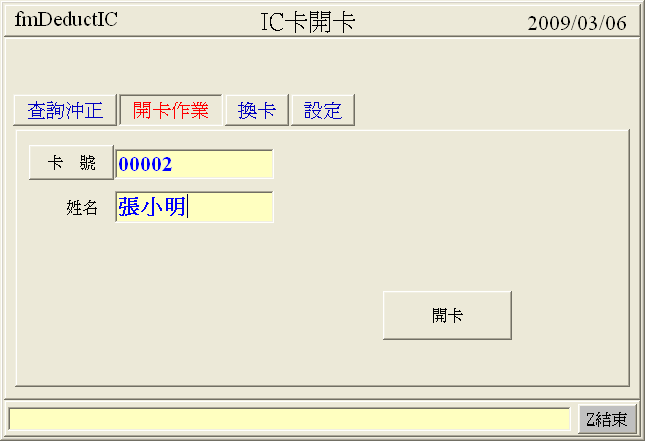 fmDeductIC IC卡開卡 2009/03/06
查詢沖正 開卡作業 換卡 設定
卡 號 00002
姓名 張小明
開卡
Z結束